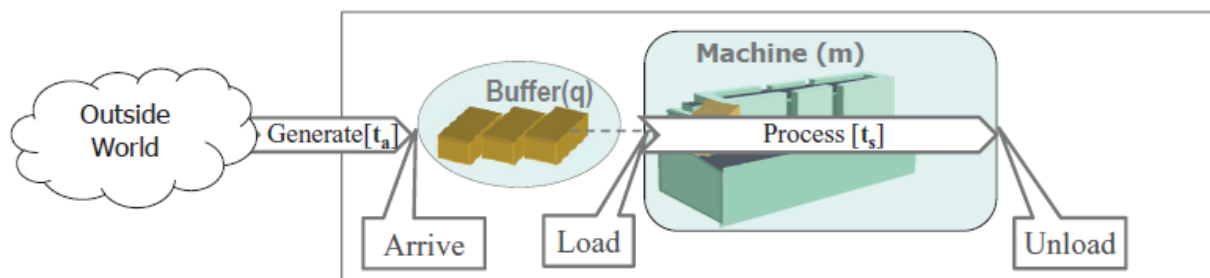 Outside
World
Generate[tₐ]
Buffer(q)
Machine (m)
Process [tₛ]
Arrive
Load
Unload